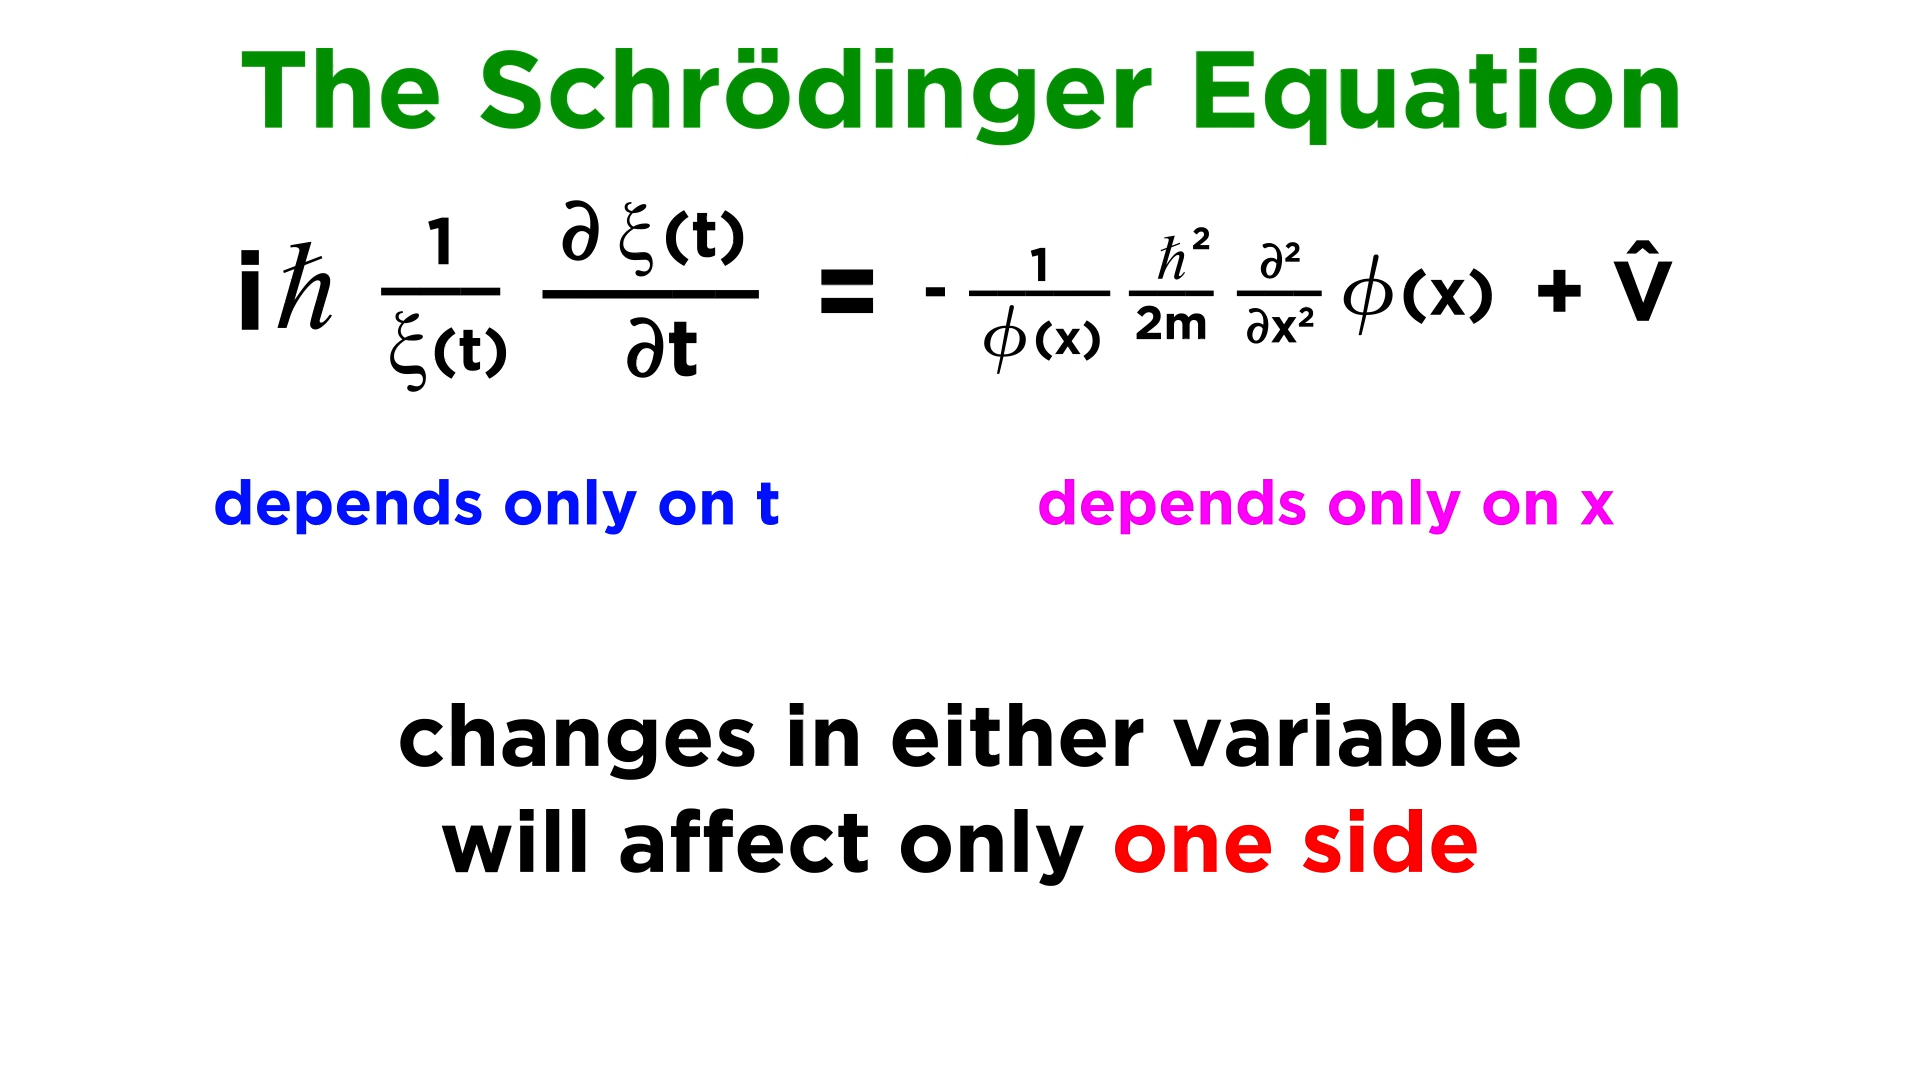 The Schrödinger Equation
iℏ 1/ξ(t) ∂ξ(t)/∂t = - 1/ϕ(x) ℏ²/2m ∂²/∂x² ϕ(x) + V̂
depends only on t
depends only on x
changes in either variable
will affect only one side